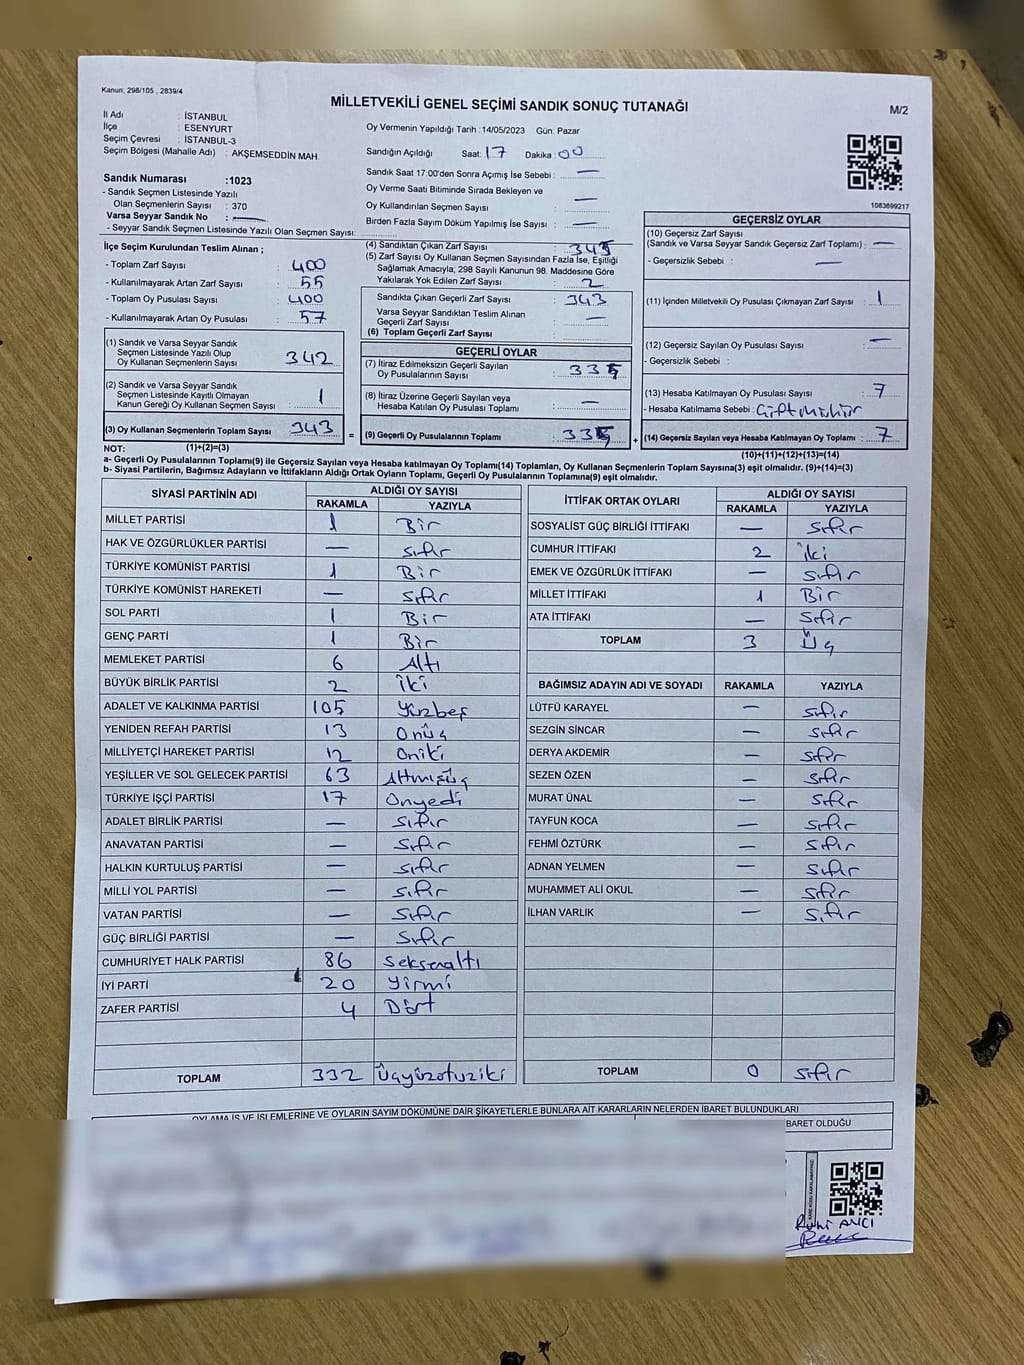 Kanun; 298/105 , 2839/4
MİLLETVEKİLİ GENEL SEÇİMİ SANDIK SONUÇ TUTANAĞI
M/2
İl Adı : İSTANBUL
İlçe : ESENYURT
Seçim Çevresi : İSTANBUL-3
Seçim Bölgesi (Mahalle Adı) : AKŞEMSEDDİN MAH.
Sandık Numarası :1023
- Sandık Seçmen Listesinde Yazılı
Olan Seçmenlerin Sayısı : 370
Varsa Seyyar Sandık No : —
- Seyyar Sandık Seçmen Listesinde Yazılı Olan Seçmen Sayısı:
Oy Vermenin Yapıldığı Tarih :14/05/2023 Gün: Pazar
Sandığın Açıldığı Saat: 17 Dakika : 00
Sandık Saat 17:00'den Sonra Açımış İse Sebebi : —
Oy Verme Saati Bitiminde Sırada Bekleyen ve
Oy Kullandırılan Seçmen Sayısı : —
Birden Fazla Sayım Döküm Yapılmış İse Sayısı : —
1083699217
İlçe Seçim Kurulundan Teslim Alınan ;
- Toplam Zarf Sayısı : 400
- Kullanılmayarak Artan Zarf Sayısı : 55
- Toplam Oy Pusulası Sayısı : 400
- Kullanılmayarak Artan Oy Pusulası : 57
(1) Sandık ve Varsa Seyyar Sandık
Seçmen Listesinde Yazılı Olup
Oy Kullanan Seçmenlerin Sayısı : 342
(2) Sandık ve Varsa Seyyar Sandık
Seçmen Listesinde Kayıtlı Olmayan
Kanun Gereği Oy Kullanan Seçmen Sayısı : 1
(3) Oy Kullanan Seçmenlerin Toplam Sayısı : 343
(1)+(2)=(3)
(4) Sandıktan Çıkan Zarf Sayısı : 345
(5) Zarf Sayısı Oy Kullanan Seçmen Sayısından Fazla İse, Eşitliği
Sağlamak Amacıyla, 298 Sayılı Kanunun 98. Maddesine Göre
Yakılarak Yok Edilen Zarf Sayısı : 2
Sandıkta Çıkan Geçerli Zarf Sayısı : 343
Varsa Seyyar Sandıktan Teslim Alınan
Geçerli Zarf Sayısı : —
(6) Toplam Geçerli Zarf Sayısı
GEÇERLİ OYLAR
(7) İtiraz Edilmeksizin Geçerli Sayılan
Oy Pusulalarının Sayısı : 335
(8) İtiraz Üzerine Geçerli Sayılan veya
Hesaba Katılan Oy Pusulası Toplamı : —
= (9) Geçerli Oy Pusulalarının Toplamı : 335
GEÇERSİZ OYLAR
(10) Geçersiz Zarf Sayısı
(Sandık ve Varsa Seyyar Sandık Geçersiz Zarf Toplamı) : —
- Geçersizlik Sebebi : —
(11) İçinden Milletvekili Oy Pusulası Çıkmayan Zarf Sayısı : 1
(12) Geçersiz Sayılan Oy Pusulası Sayısı : —
- Geçersizlik Sebebi :
(13) Hesaba Katılmayan Oy Pusulası Sayısı : 7
- Hesaba Katılmama Sebebi : Çift mühür
+ (14) Geçersiz Sayılan veya Hesaba Katılmayan Oy Toplamı : 7
(10)+(11)+(12)+(13)=(14)
NOT:
a- Geçerli Oy Pusulalarının Toplamı(9) ile Geçersiz Sayılan veya Hesaba katılmayan Oy Toplamı(14) Toplamları, Oy Kullanan Seçmenlerin Toplam Sayısına(3) eşit olmalıdır. (9)+(14)=(3)
b- Siyasi Partilerin, Bağımsız Adayların ve İttifakların Aldığı Ortak Oyların Toplamı, Geçerli Oy Pusulalarının Toplamına(9) eşit olmalıdır.
SİYASİ PARTİNİN ADI ALDIĞI OY SAYISI
RAKAMLA YAZIYLA
MİLLET PARTİSİ 1 Bir
HAK VE ÖZGÜRLÜKLER PARTİSİ — sıfır
TÜRKİYE KOMÜNİST PARTİSİ 1 Bir
TÜRKİYE KOMÜNİST HAREKETİ — sıfır
SOL PARTİ 1 Bir
GENÇ PARTİ 1 Bir
MEMLEKET PARTİSİ 6 Altı
BÜYÜK BİRLİK PARTİSİ 2 İki
ADALET VE KALKINMA PARTİSİ 105 Yüzbeş
YENİDEN REFAH PARTİSİ 13 Onüç
MİLLİYETÇİ HAREKET PARTİSİ 12 Oniki
YEŞİLLER VE SOL GELECEK PARTİSİ 63 Altmışüç
TÜRKİYE İŞÇİ PARTİSİ 17 Onyedi
ADALET BİRLİK PARTİSİ — sıfır
ANAVATAN PARTİSİ — sıfır
HALKIN KURTULUŞ PARTİSİ — sıfır
MİLLİ YOL PARTİSİ — sıfır
VATAN PARTİSİ — sıfır
GÜÇ BİRLİĞİ PARTİSİ — sıfır
CUMHURİYET HALK PARTİSİ 86 Seksenaltı
İYİ PARTİ 20 Yirmi
ZAFER PARTİSİ 4 Dört
TOPLAM 332 Üçyüzotuziki
İTTİFAK ORTAK OYLARI ALDIĞI OY SAYISI
RAKAMLA YAZIYLA
SOSYALİST GÜÇ BİRLİĞİ İTTİFAKI — sıfır
CUMHUR İTTİFAKI 2 İki
EMEK VE ÖZGÜRLÜK İTTİFAKI — sıfır
MİLLET İTTİFAKI 1 Bir
ATA İTTİFAKI — sıfır
TOPLAM 3 Üç
BAĞIMSIZ ADAYIN ADI VE SOYADI RAKAMLA YAZIYLA
LÜTFÜ KARAYEL — sıfır
SEZGİN SİNCAR — sıfır
DERYA AKDEMİR — sıfır
SEZEN ÖZEN — sıfır
MURAT ÜNAL — sıfır
TAYFUN KOCA — sıfır
FEHMİ ÖZTÜRK — sıfır
ADNAN YELMEN — sıfır
MUHAMMET ALİ OKUL — sıfır
İLHAN VARLIK — sıfır
TOPLAM 0 sıfır
OYLAMA İŞ VE İŞLEMLERİNE VE OYLARIN SAYIM DÖKÜMÜNE DAİR ŞİKAYETLERLE BUNLARA AİT KARARLARIN NELERDEN İBARET BULUNDUKLARI
BARET OLDUĞU
Ruhi AVCI